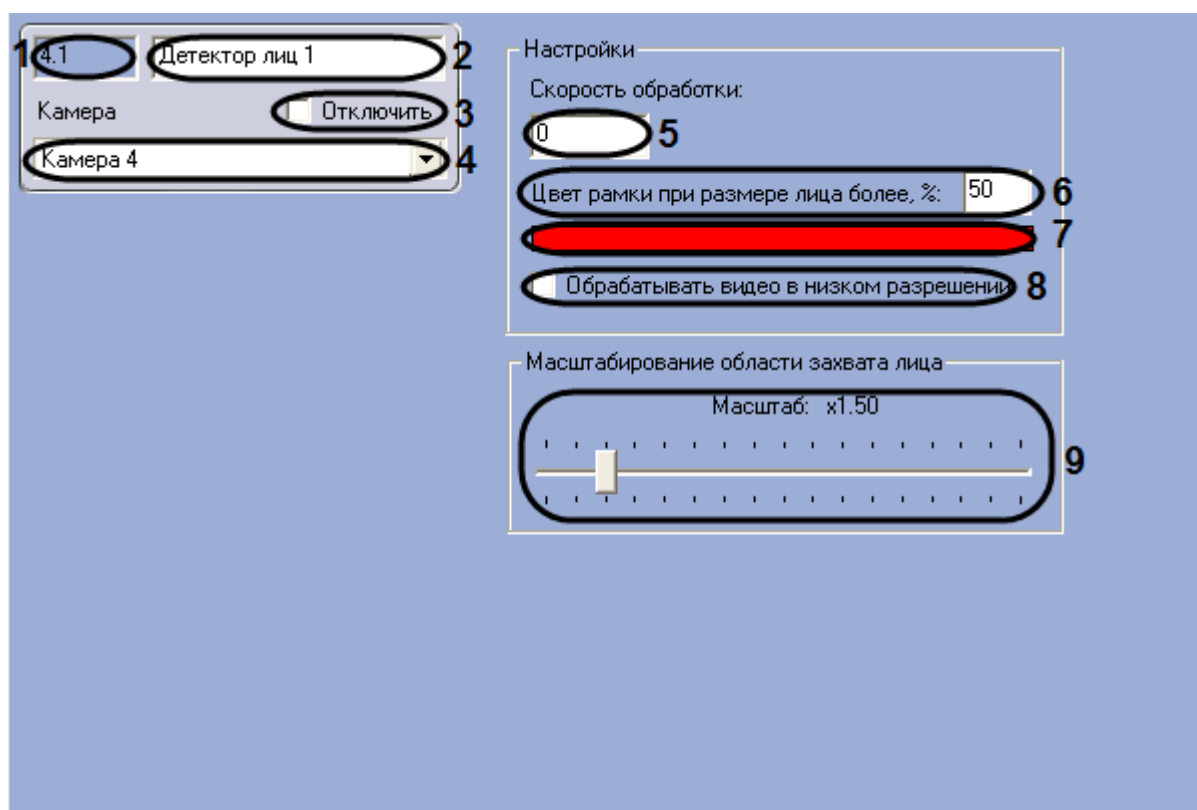 1 4.1 Детектор лиц 1 2
Камера Отключить 3
Камера 4 4
Настройки
Скорость обработки:
0 5
Цвет рамки при размере лица более, %: 50 6
7
Обрабатывать видео в низком разрешении 8
Масштабирование области захвата лица
Масштаб: x1.50
9